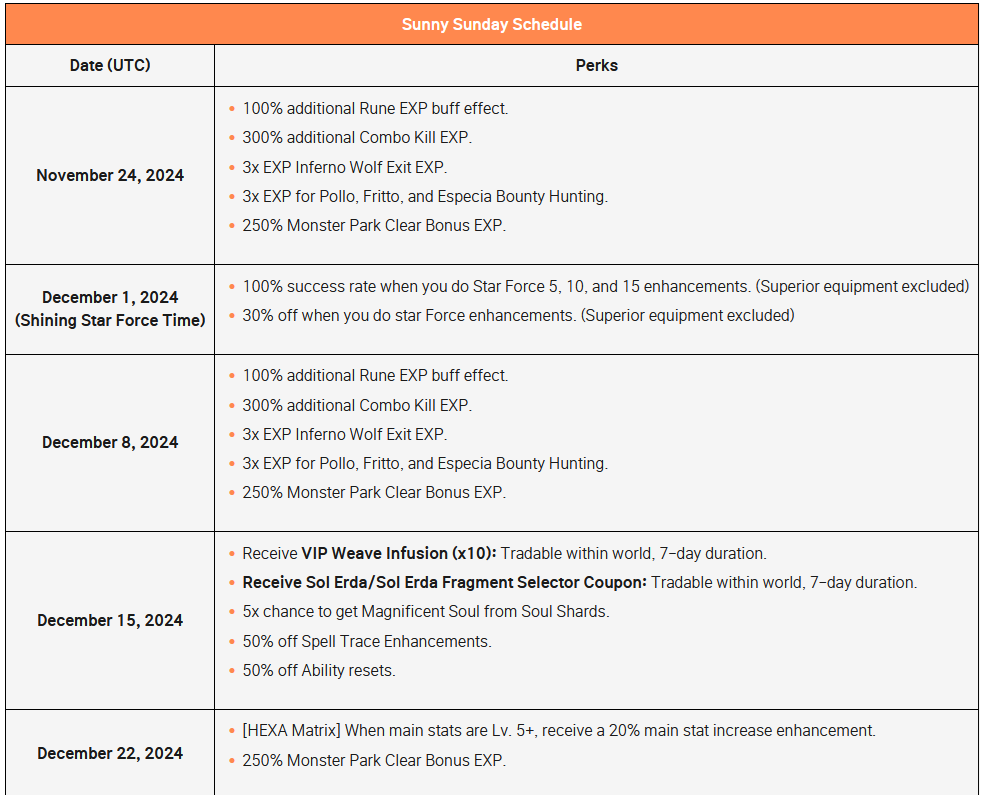 Sunny Sunday Schedule
Date (UTC)
Perks
November 24, 2024
• 100% additional Rune EXP buff effect.
• 300% additional Combo Kill EXP.
• 3x EXP Inferno Wolf Exit EXP.
• 3x EXP for Pollo, Fritto, and Especia Bounty Hunting.
• 250% Monster Park Clear Bonus EXP.
December 1, 2024
(Shining Star Force Time)
• 100% success rate when you do Star Force 5, 10, and 15 enhancements. (Superior equipment excluded)
• 30% off when you do star Force enhancements. (Superior equipment excluded)
December 8, 2024
• 100% additional Rune EXP buff effect.
• 300% additional Combo Kill EXP.
• 3x EXP Inferno Wolf Exit EXP.
• 3x EXP for Pollo, Fritto, and Especia Bounty Hunting.
• 250% Monster Park Clear Bonus EXP.
December 15, 2024
• Receive VIP Weave Infusion (x10): Tradable within world, 7-day duration.
• Receive Sol Erda/Sol Erda Fragment Selector Coupon: Tradable within world, 7-day duration.
• 5x chance to get Magnificent Soul from Soul Shards.
• 50% off Spell Trace Enhancements.
• 50% off Ability resets.
December 22, 2024
• [HEXA Matrix] When main stats are Lv. 5+, receive a 20% main stat increase enhancement.
• 250% Monster Park Clear Bonus EXP.